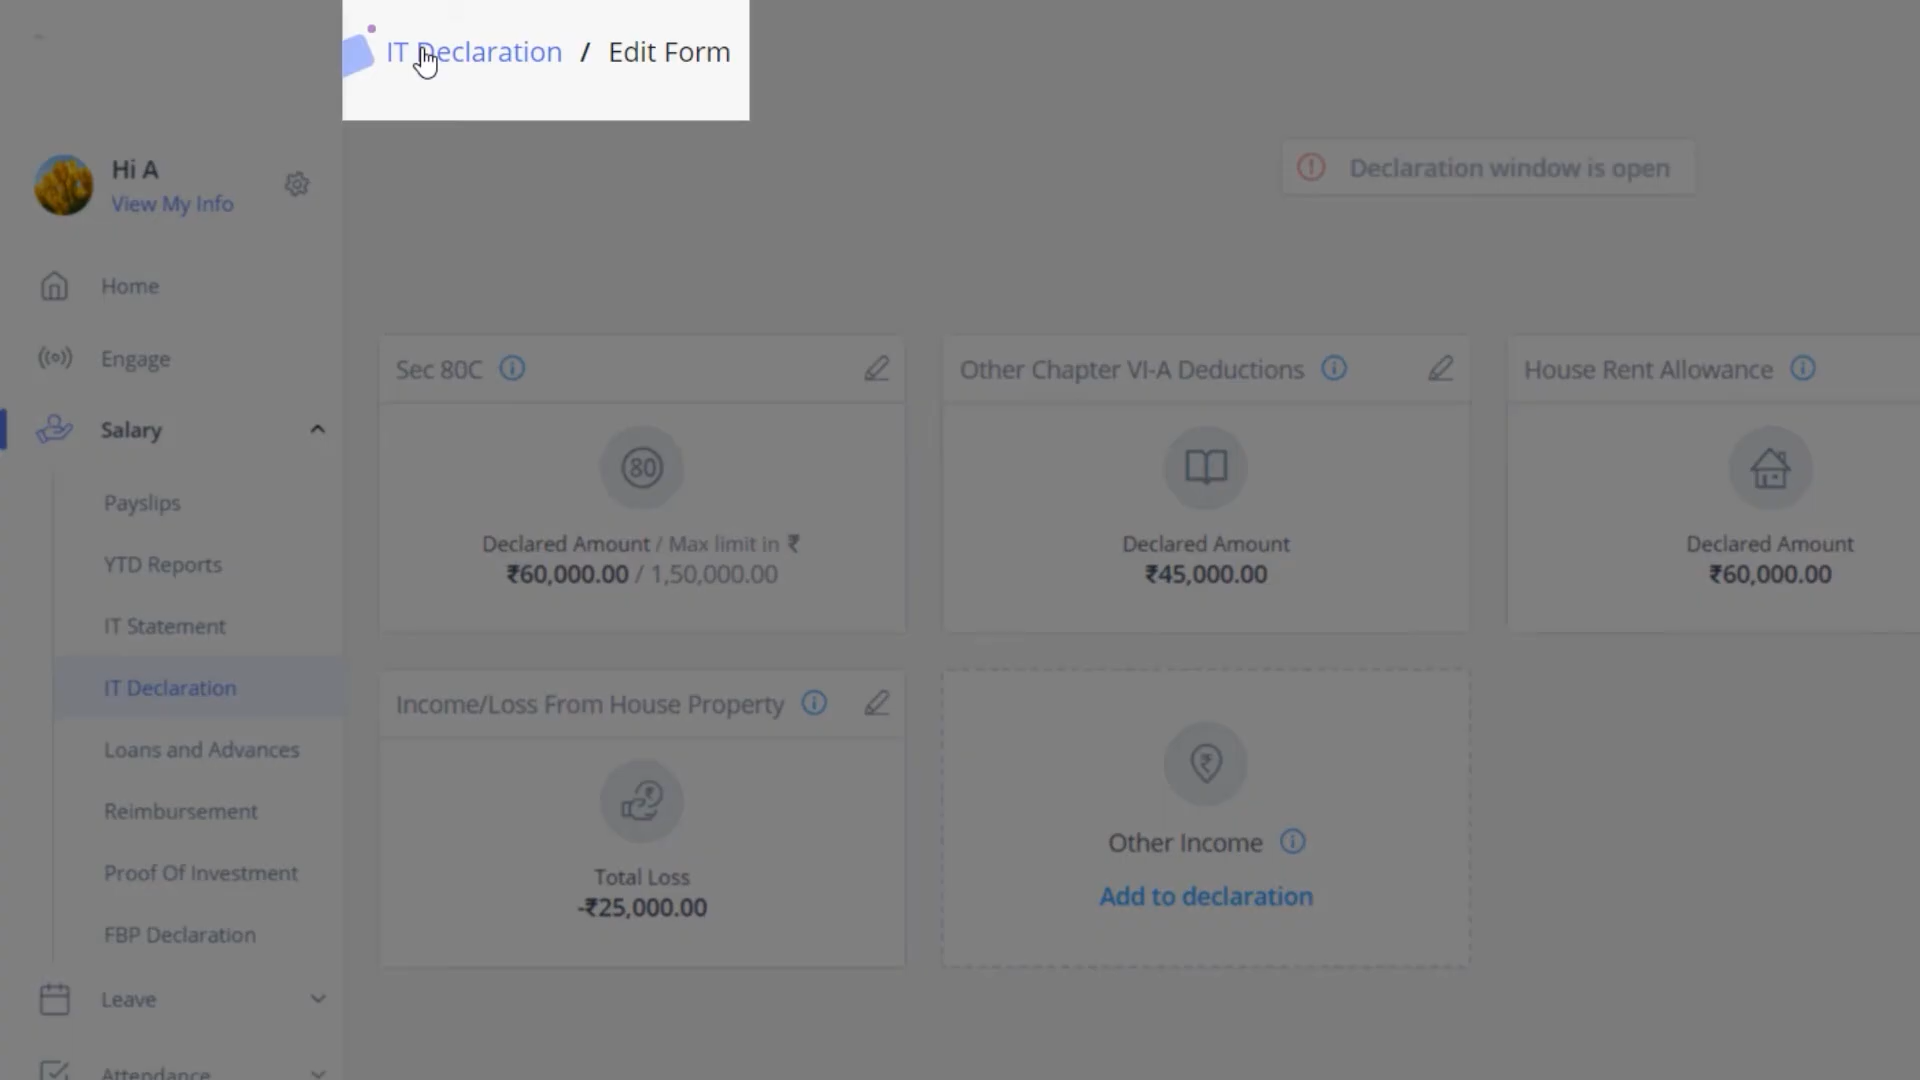 IT Declaration / Edit Form
Declaration window is open
Hi A
View My Info
Home
Engage
Salary
Payslips
YTD Reports
IT Statement
IT Declaration
Loans and Advances
Reimbursement
Proof Of Investment
FBP Declaration
Leave
Attendance
Sec 80C
80
Declared Amount / Max limit in ₹
₹60,000.00 / 1,50,000.00
Other Chapter VI-A Deductions
Declared Amount
₹45,000.00
House Rent Allowance
Declared Amount
₹60,000.00
Income/Loss From House Property
Total Loss
-₹25,000.00
Other Income
Add to declaration